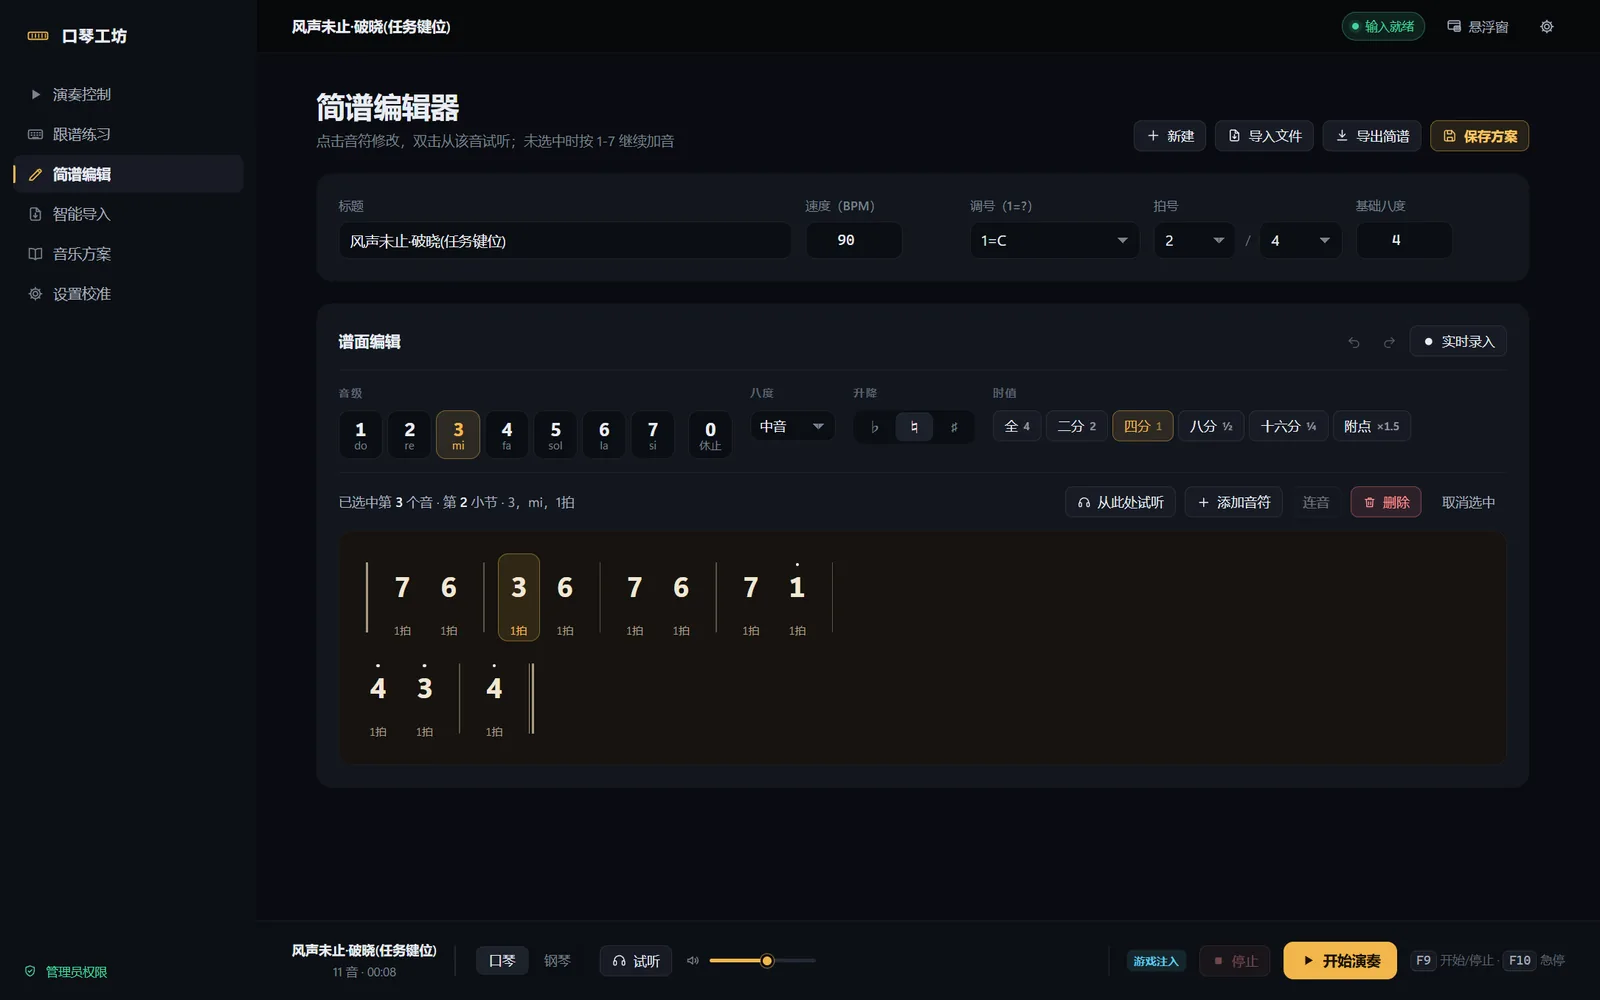 口琴工坊
演奏控制
跟谱练习
简谱编辑
智能导入
音乐方案
设置校准
管理员权限
风声未止·破晓(任务键位)
输入就绪
悬浮窗
简谱编辑器
点击音符修改，双击从该音试听；未选中时按 1-7 继续加音
新建
导入文件
导出简谱
保存方案
标题
速度（BPM）
调号（1=?）
拍号
基础八度
风声未止·破晓(任务键位)
90
1=C
2 / 4
4
谱面编辑
实时录入
音级
八度
升降
时值
1 2 3 4 5 6 7 0
do re mi fa sol la si 休止
中音
♭ ♮ ♯
全 4
二分 2
四分 1
八分 ½
十六分 ¼
附点 ×1.5
已选中第 3 个音 · 第 2 小节 · 3，mi，1拍
从此处试听
添加音符
连音
删除
取消选中
7 6 3 6 7 6 7 1
1拍 1拍 1拍 1拍 1拍 1拍 1拍 1拍
4 3 4
1拍 1拍 1拍
风声未止·破晓(任务键位)
11 音 · 00:08
口琴
钢琴
试听
游戏注入
停止
开始演奏
F9 开始/停止 · F10 急停